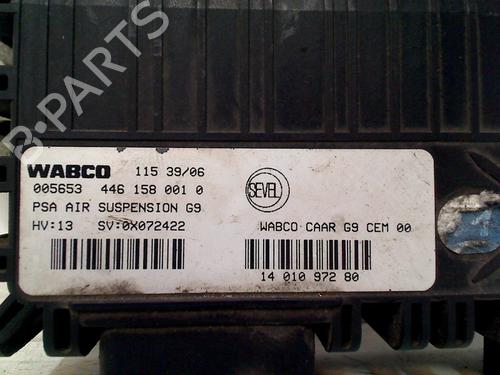 B-PARTS
WABCO 115 39/06
005653 446 158 001 0
SEVEL
PSA AIR SUSPENSION G9
HV:13 SV:0X072422
WABCO CAAR G9 CEM 00
14 010 972 80